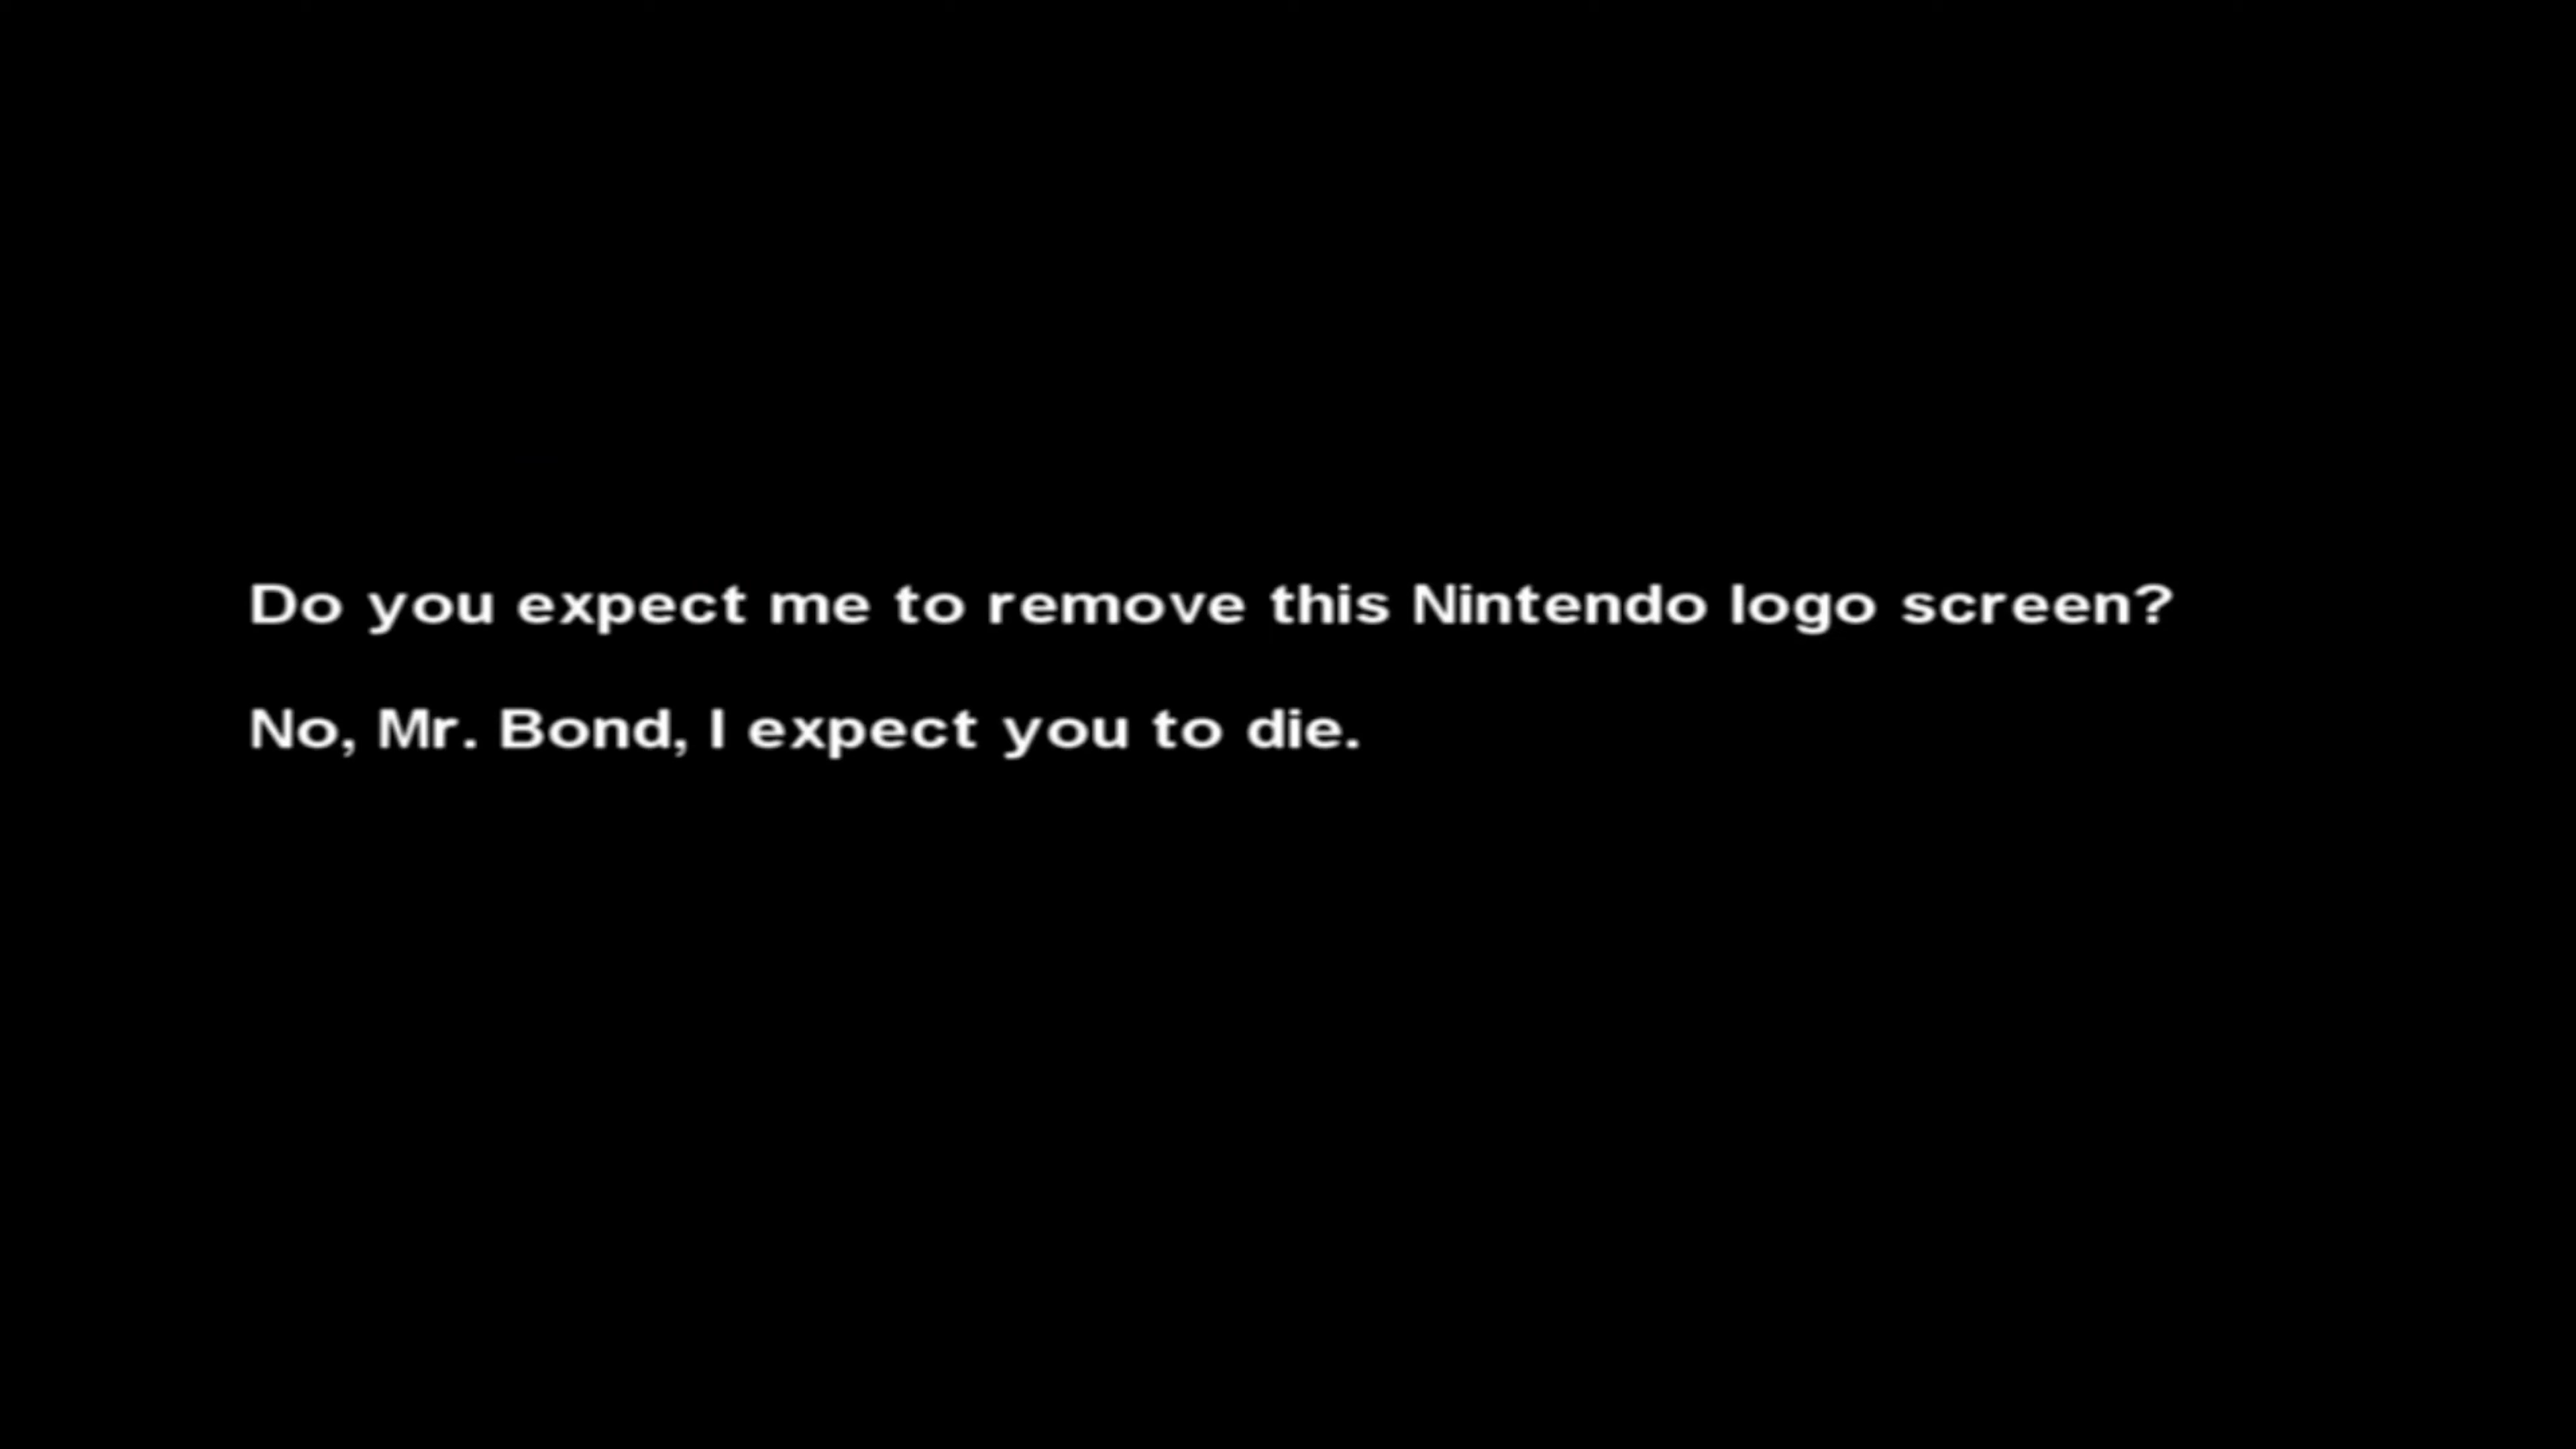 Do you expect me to remove this Nintendo logo screen?
No, Mr. Bond, I expect you to die.